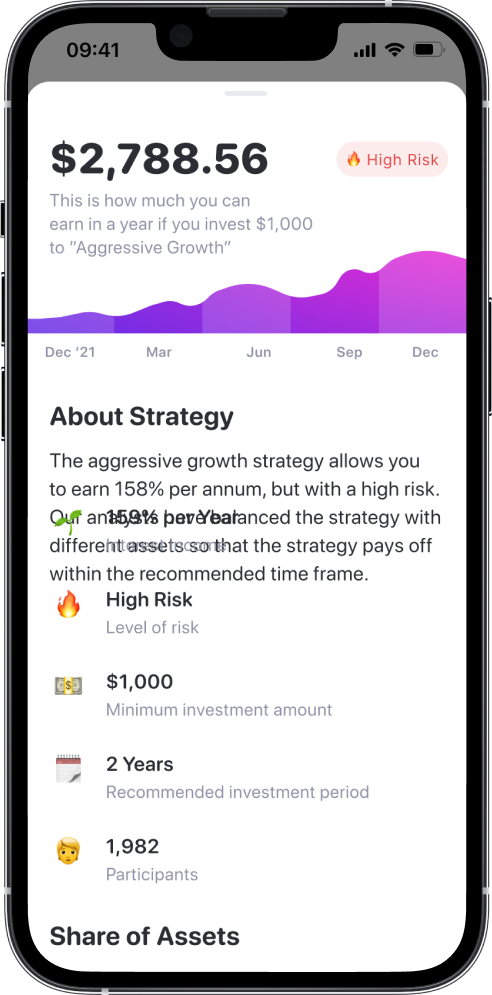 09:41
$2,788.56
High Risk
This is how much you can
earn in a year if you invest $1,000
to "Aggressive Growth"
Dec ‘21 Mar Jun Sep Dec
About Strategy
The aggressive growth strategy allows you
to earn 158% per annum, but with a high risk.
Our analysts have balanced the strategy with
159% per Year
different assets so that the strategy pays off
Interest Income
within the recommended time frame.
High Risk
Level of risk
$1,000
Minimum investment amount
2 Years
Recommended investment period
1,982
Participants
Share of Assets